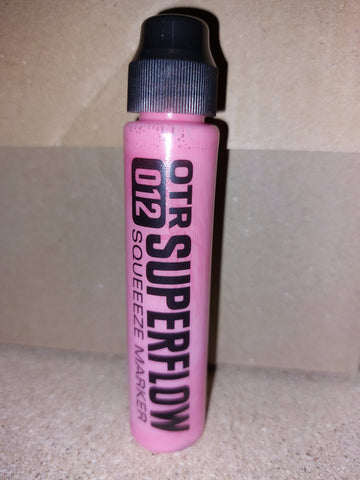 OTR SUPERFLOW
012 SQUEEEZE MARKER